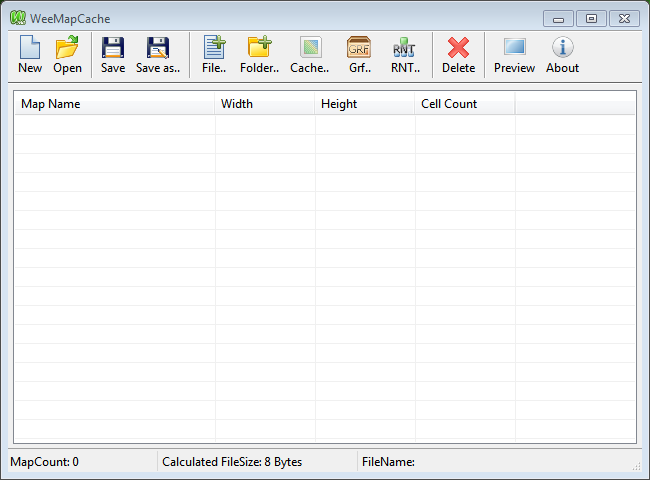 WeeMapCache
New Open Save Save as.. File.. Folder.. Cache.. Grf.. RNT.. Delete Preview About
GRF RNT
Map Name Width Height Cell Count
MapCount: 0 Calculated FileSize: 8 Bytes FileName: